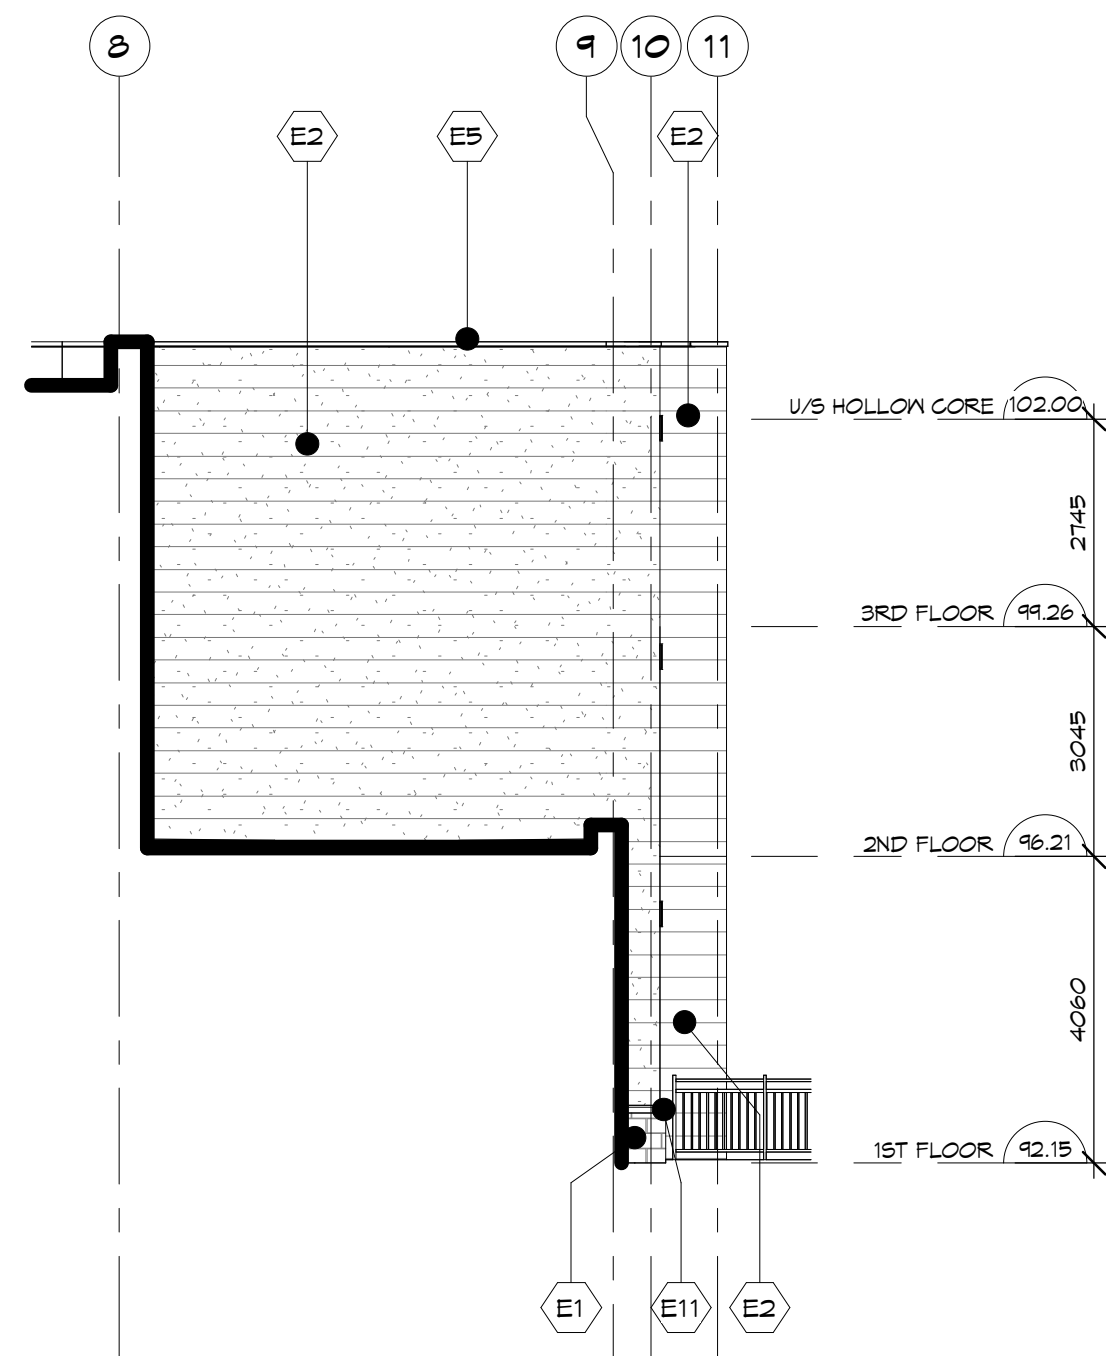 8
9
10
11
E2
E5
E2
U/S HOLLOW CORE 102.00
2745
3RD FLOOR 99.26
3045
2ND FLOOR 96.21
4060
1ST FLOOR 92.15
E1
E11
E2